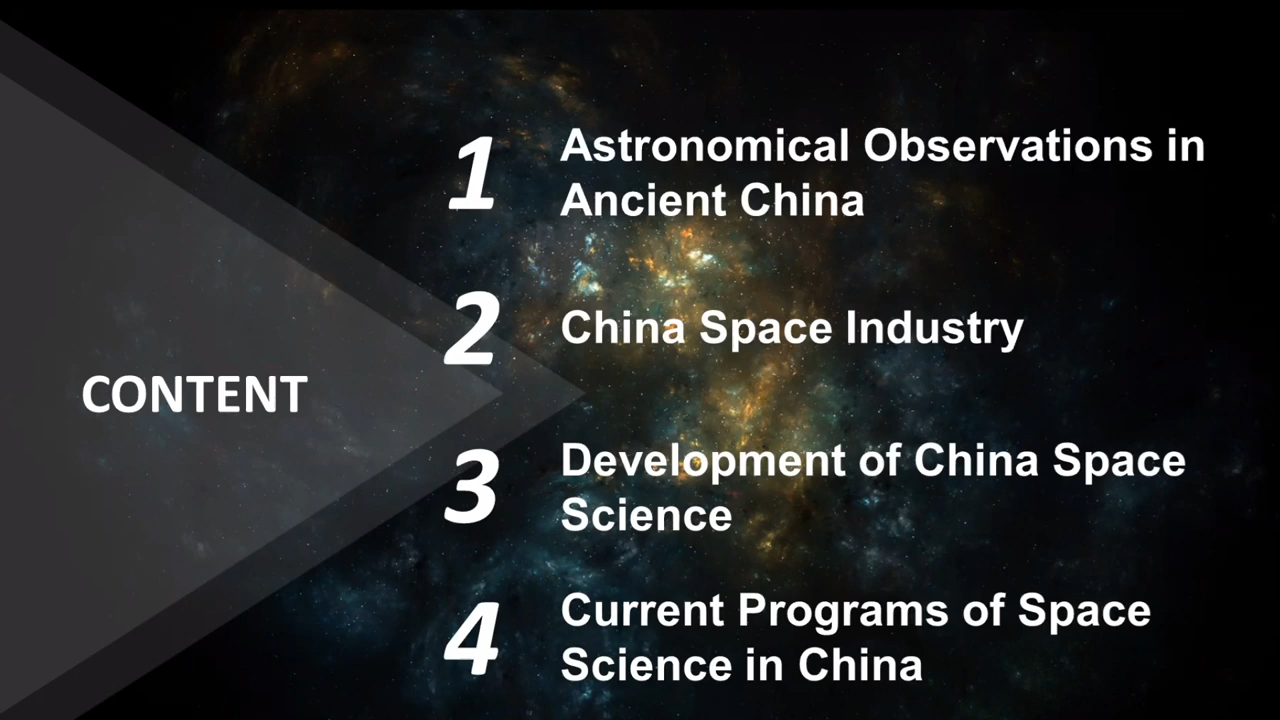 CONTENT
1
Astronomical Observations in
Ancient China
2
China Space Industry
3
Development of China Space
Science
4
Current Programs of Space
Science in China